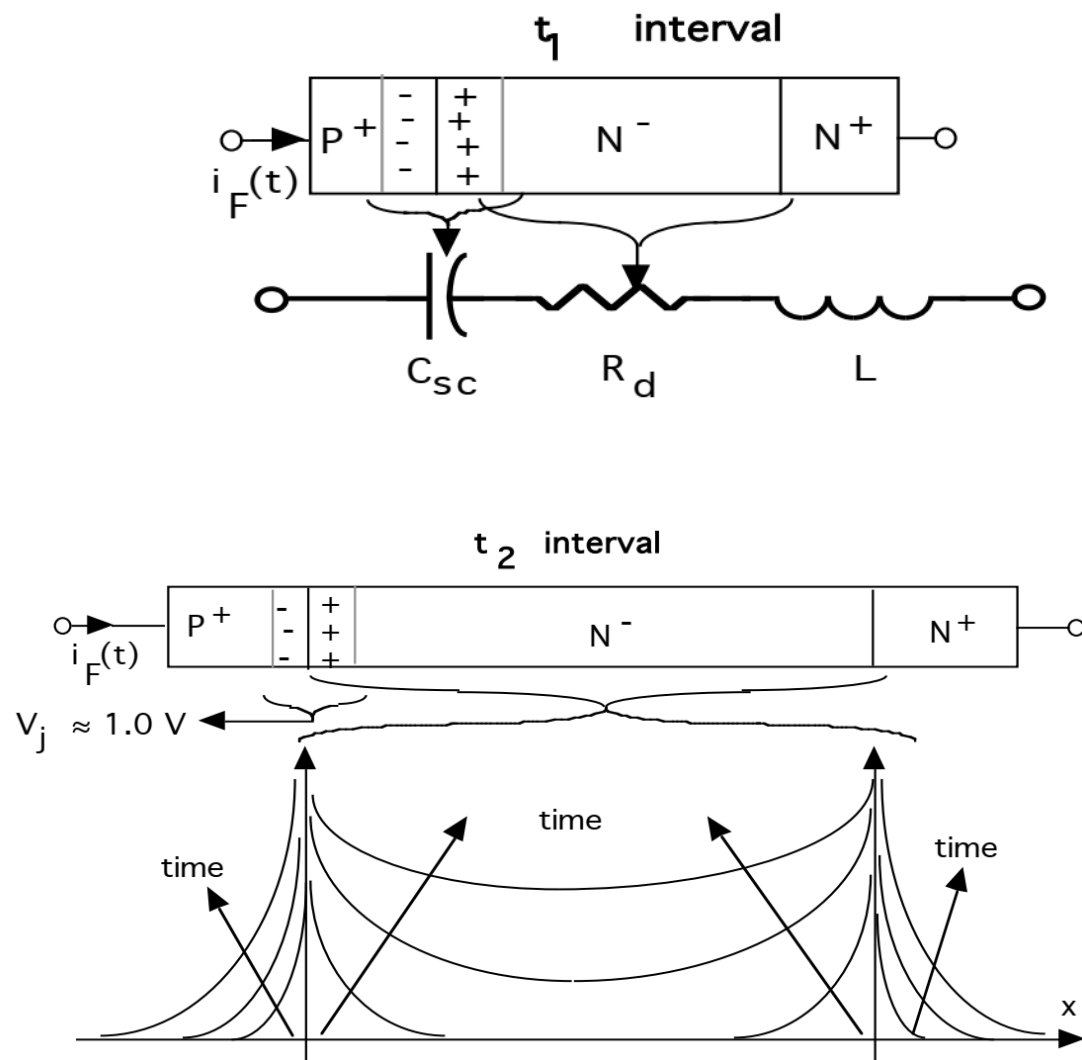 t1 interval
P+ - + N- N+
- +
- +
- +
iF(t)
Csc Rd L
t2 interval
P+ - + N- N+
- +
- +
iF(t)
Vj ≈ 1.0 V
time
time
time
x